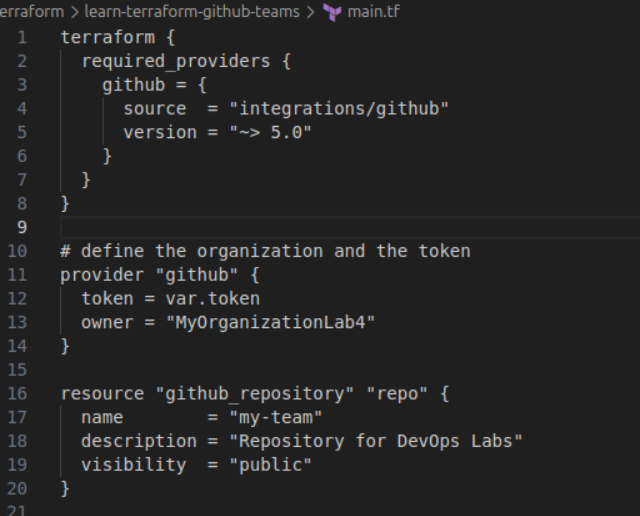 erraform > learn-terraform-github-teams > main.tf
1 terraform {
2   required_providers {
3     github = {
4       source  = "integrations/github"
5       version = "~> 5.0"
6     }
7   }
8 }
9
10 # define the organization and the token
11 provider "github" {
12   token = var.token
13   owner = "MyOrganizationLab4"
14 }
15
16 resource "github_repository" "repo" {
17   name        = "my-team"
18   description = "Repository for DevOps Labs"
19   visibility  = "public"
20 }
21